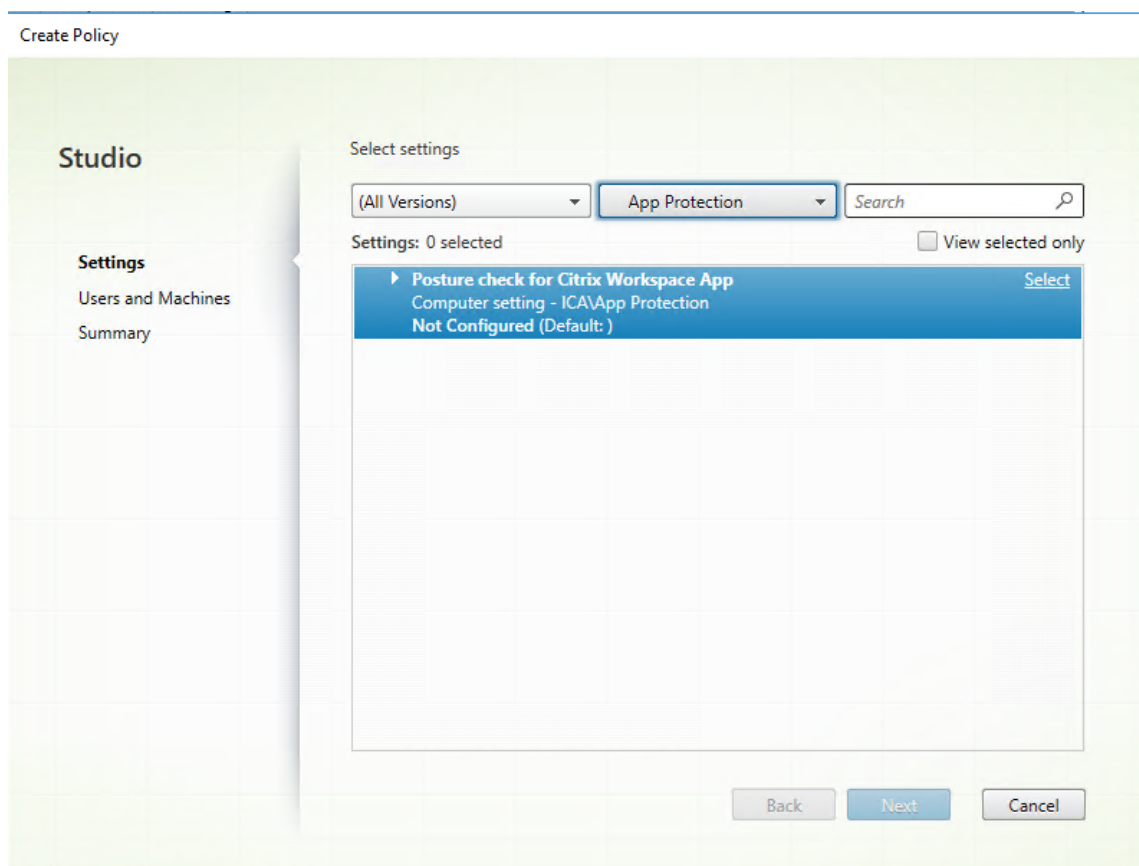 Create Policy
Studio
Select settings
(All Versions) App Protection Search
Settings: 0 selected View selected only
Settings
Users and Machines
Summary
Posture check for Citrix Workspace App Select
Computer setting - ICA\App Protection
Not Configured (Default: )
Back Next Cancel